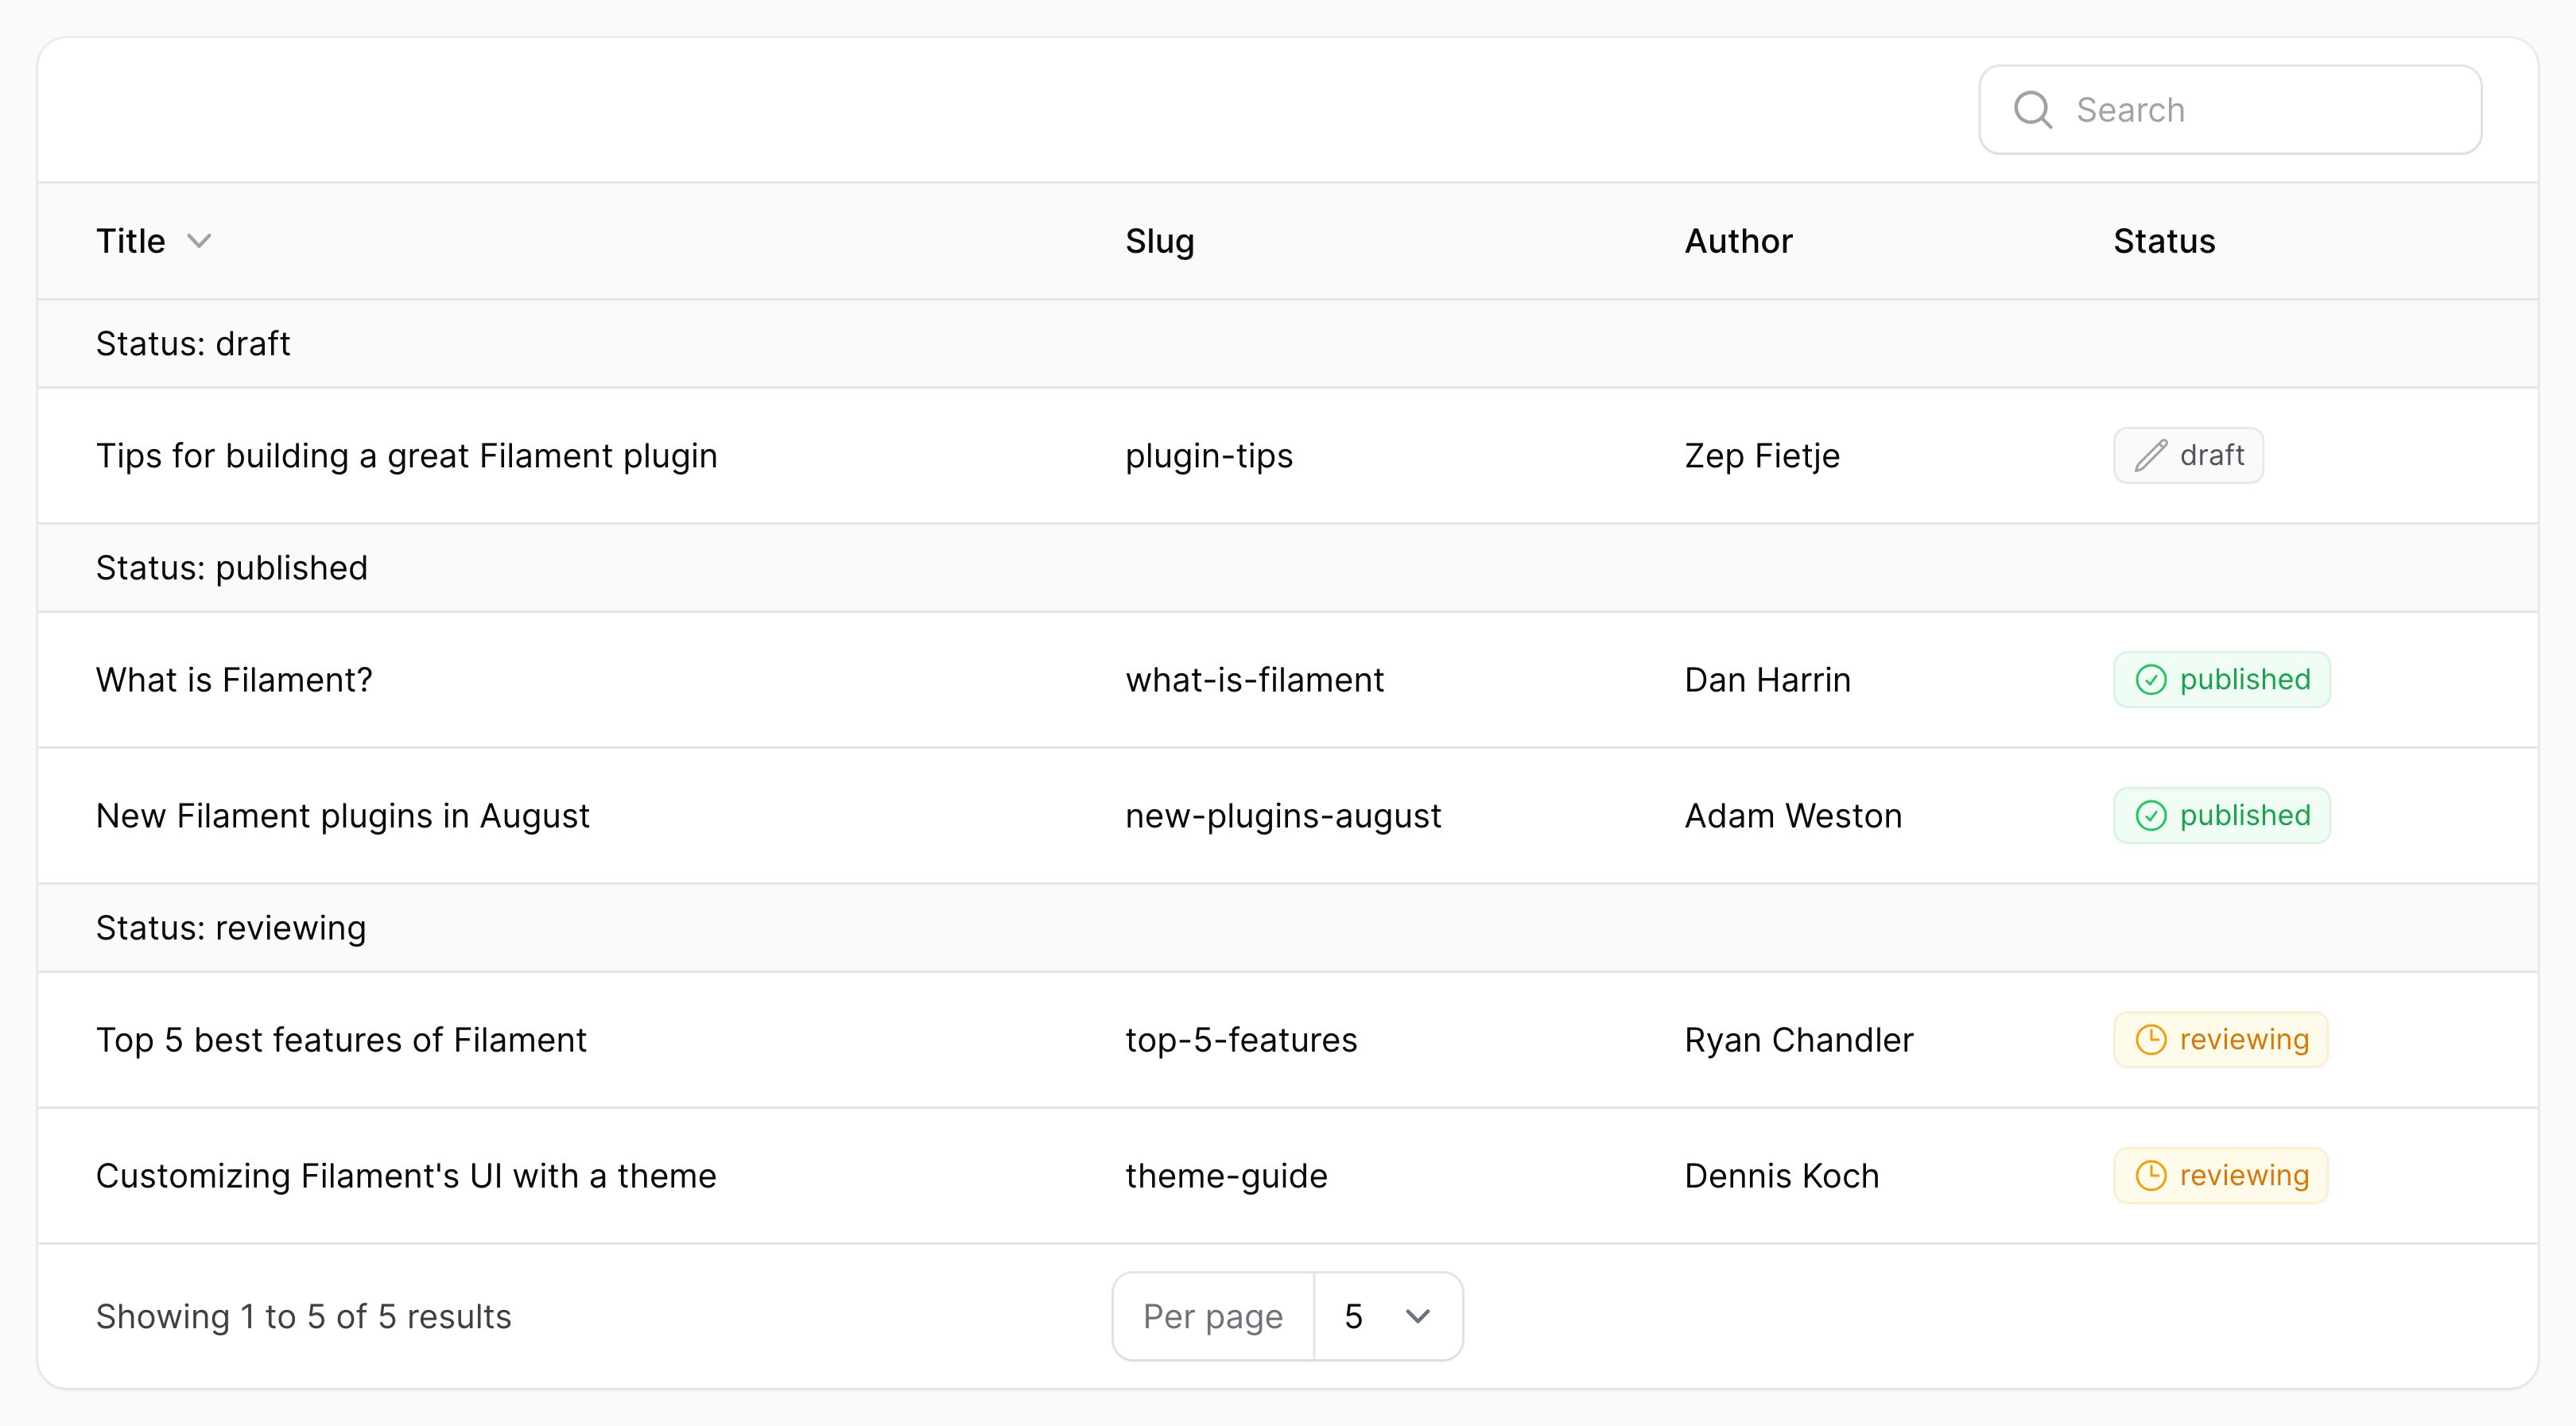 Search
Title Slug Author Status
Status: draft
Tips for building a great Filament plugin plugin-tips Zep Fietje draft
Status: published
What is Filament? what-is-filament Dan Harrin published
New Filament plugins in August new-plugins-august Adam Weston published
Status: reviewing
Top 5 best features of Filament top-5-features Ryan Chandler reviewing
Customizing Filament's UI with a theme theme-guide Dennis Koch reviewing
Showing 1 to 5 of 5 results Per page 5